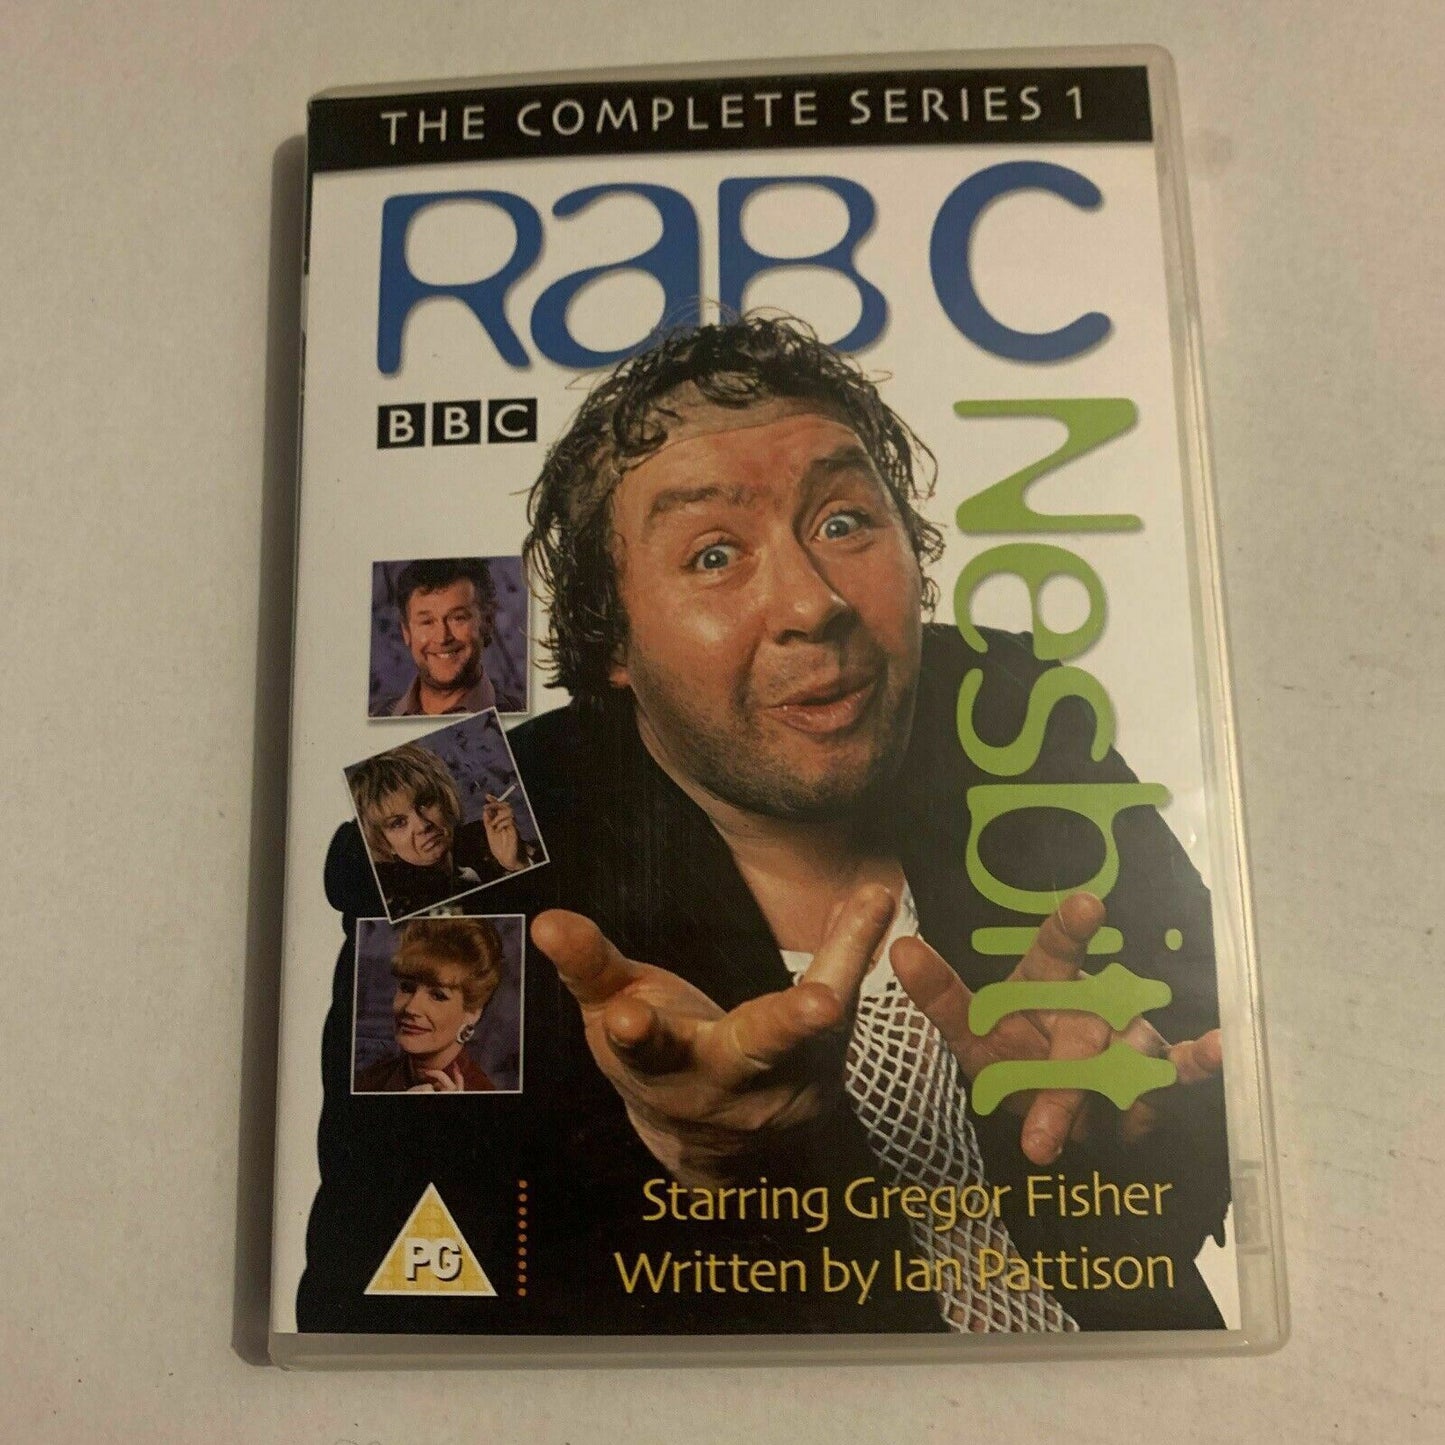 THE COMPLETE SERIES 1
RaB C
Nesbitt
BBC
PG
Starring Gregor Fisher
Written by Ian Pattison